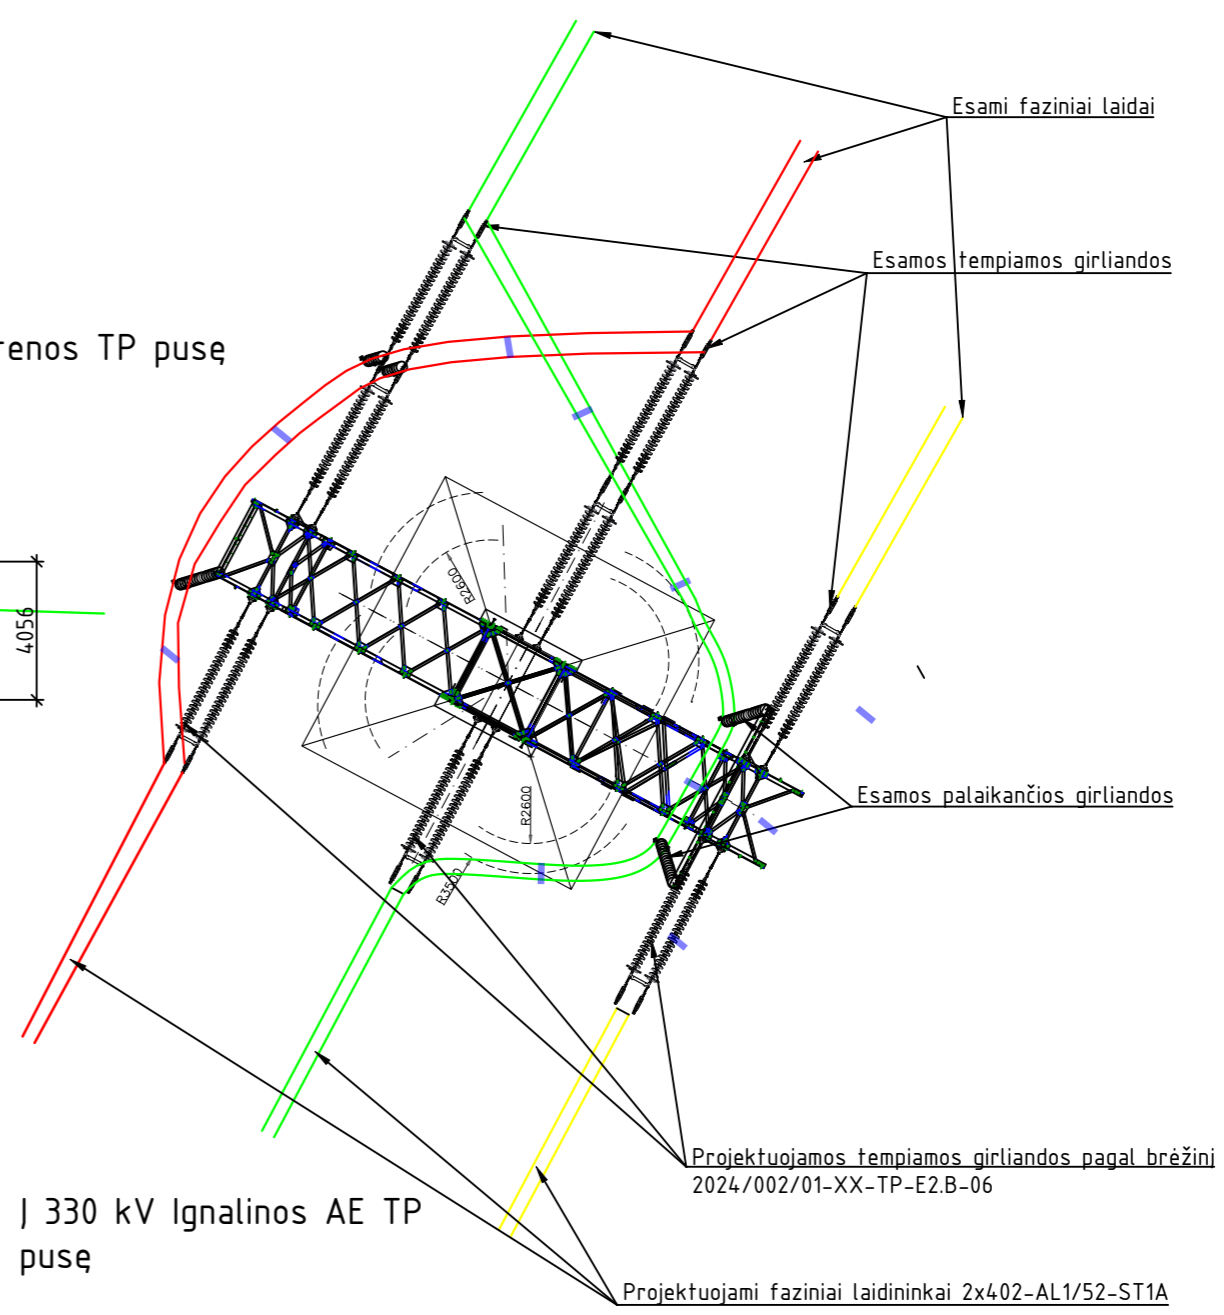 Esami faziniai laidai
Esamos tempiamos girliandos
renos TP pusę
4056
R2600
R2600
R3500
Esamos palaikančios girliandos
Projektuojamos tempiamos girliandos pagal brėžinį
2024/002/01-XX-TP-E2.B-06
Į 330 kV Ignalinos AE TP
pusę
Projektuojami faziniai laidininkai 2x402-AL1/52-ST1A